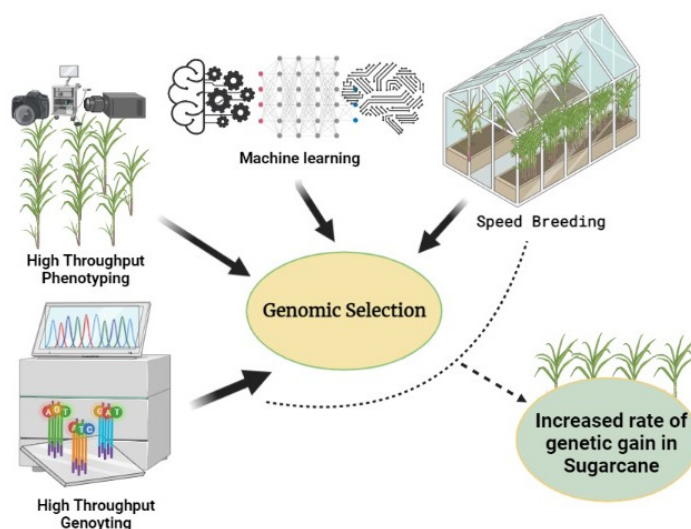 Machine learning
Speed Breeding
High Throughput
Phenotyping
Genomic Selection
A G T
G A T
A T C
High Throughput
Genoyting
Increased rate of
genetic gain in
Sugarcane